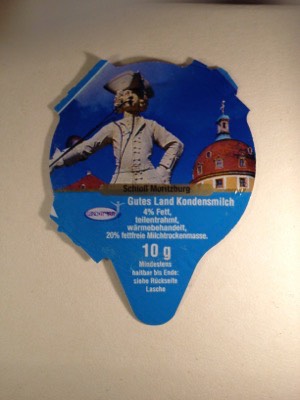 Schloß Moritzburg
Gutes Land Kondensmilch
4% Fett,
teilentrahmt,
wärmebehandelt,
20% fettfreie Milchtrockenmasse.
10 g
Mindestens
haltbar bis Ende:
siehe Rückseite
Lasche